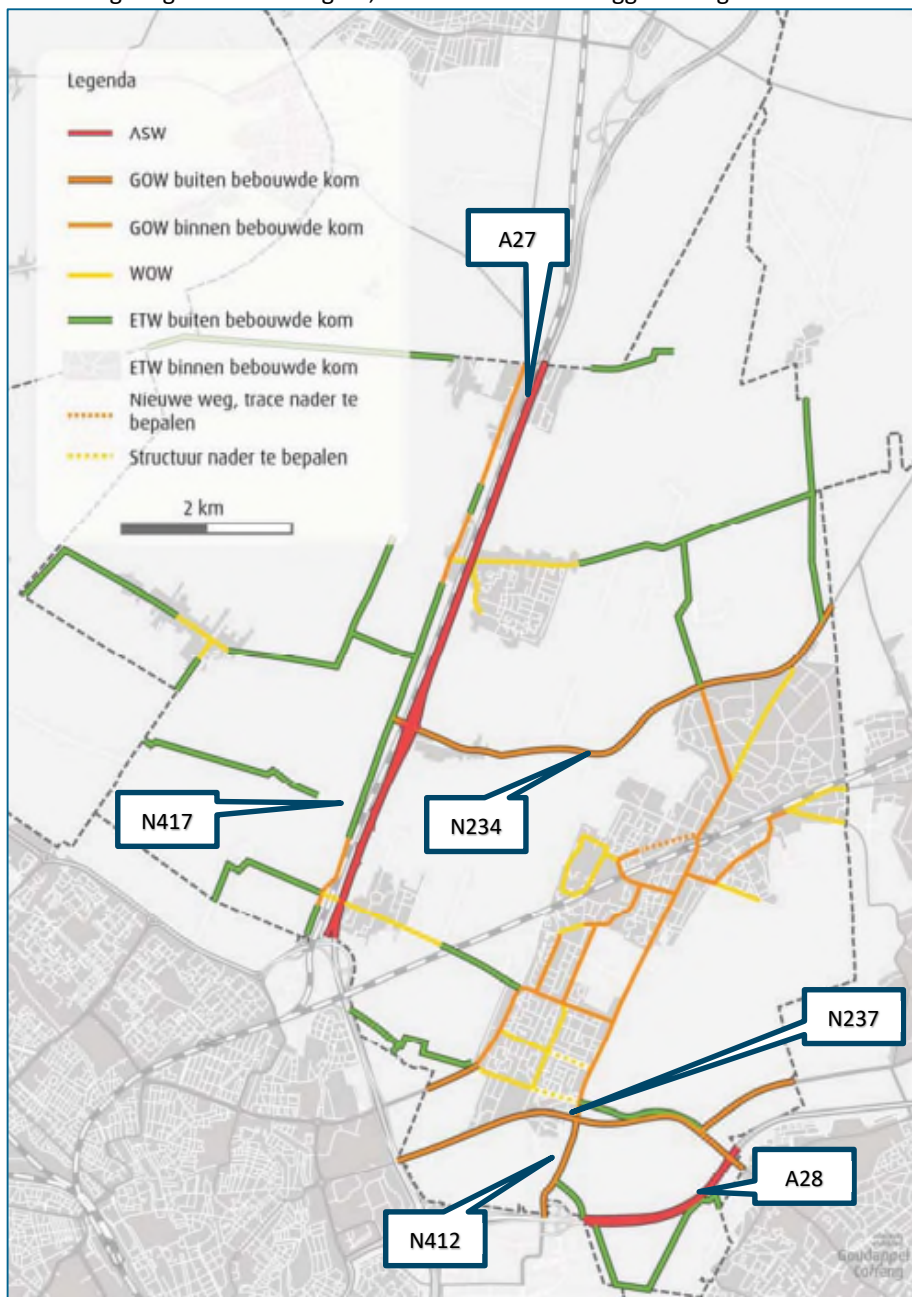 Legenda
ASW
GOW buiten bebouwde kom
GOW binnen bebouwde kom
WOW
ETW buiten bebouwde kom
ETW binnen bebouwde kom
Nieuwe weg, trace nader te
bepalen
Structuur nader te bepalen
2 km
A27
N417
N234
N237
A28
N412
Goudappel
Coffeng